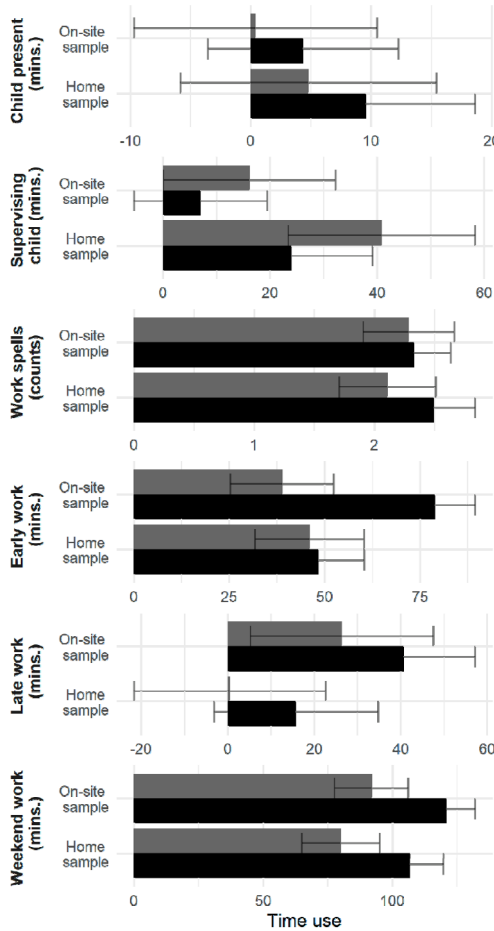 Child present
(mins.)
On-site
sample
Home
sample
-10
0
10
20
Supervising
child (mins.)
On-site
sample
Home
sample
0
20
40
60
Work spells
(counts)
On-site
sample
Home
sample
0
1
2
Early work
(mins.)
On-site
sample
Home
sample
0
25
50
75
Late work
(mins.)
On-site
sample
Home
sample
-20
0
20
40
60
Weekend work
(mins.)
On-site
sample
Home
sample
0
50
100
Time use